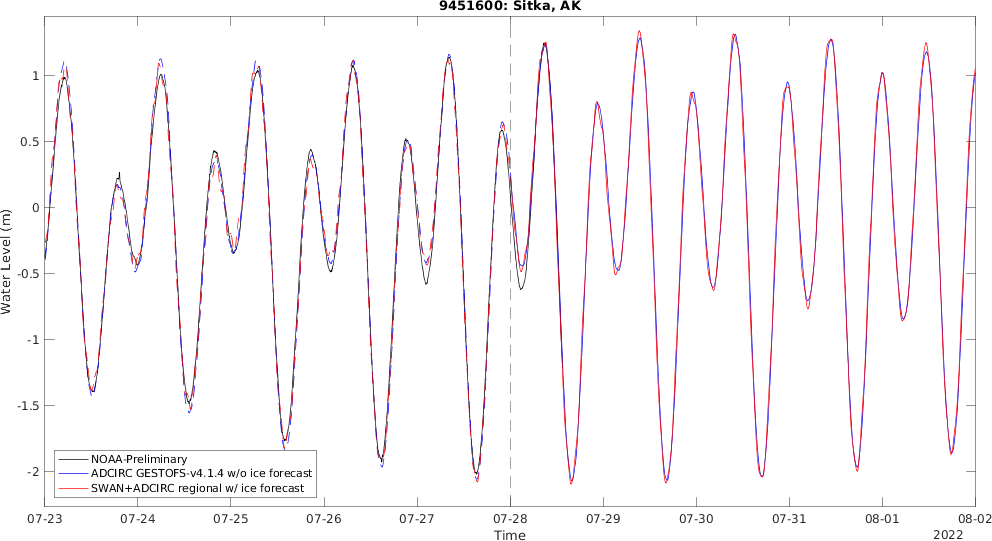 9451600: Sitka, AK
Water Level (m)
1
0.5
0
-0.5
-1
-1.5
-2
NOAA-Preliminary
ADCIRC GESTOFS-v4.1.4 w/o ice forecast
SWAN+ADCIRC regional w/ ice forecast
07-23 07-24 07-25 07-26 07-27 07-28 07-29 07-30 07-31 08-01 08-02
Time
2022